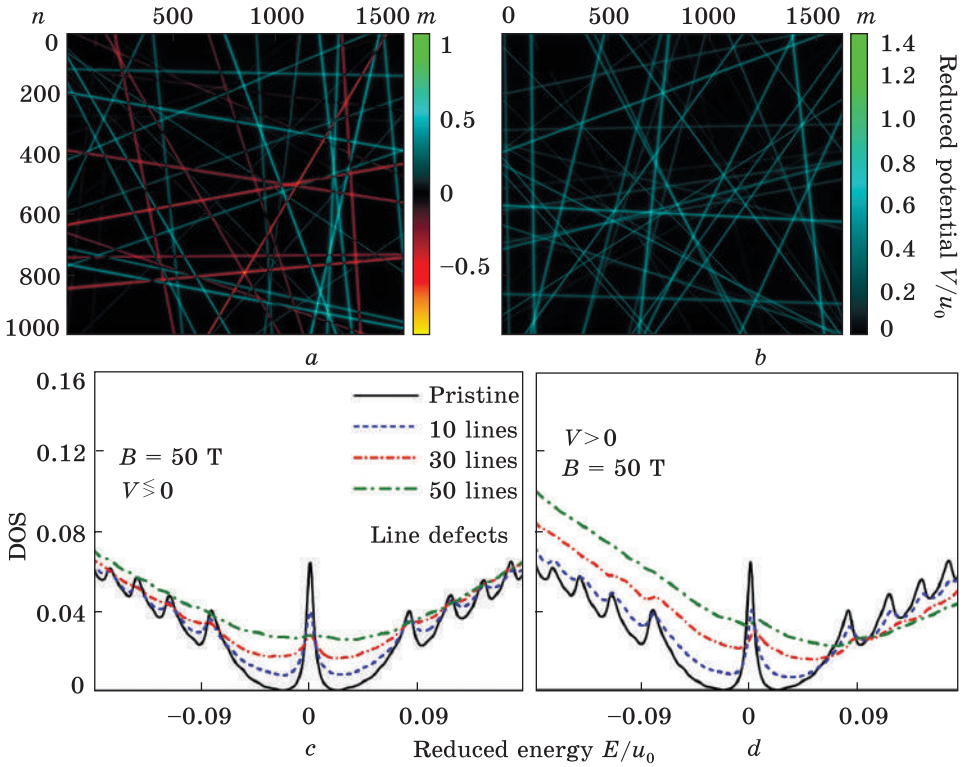 n 500 1000 1500 m
0
200
400
600
800
1000
1
0.5
0
−0.5
a
0 500 1000 1500 m
1.4
1.2
1.0
0.8
0.6
0.4
0.2
0
Reduced potential V/u₀
b
DOS
0.16
0.12
0.08
0.04
0
B = 50 T
V ≶ 0
Pristine
10 lines
30 lines
50 lines
Line defects
−0.09 0 0.09
c
V > 0
B = 50 T
−0.09 0 0.09
d
Reduced energy E/u₀